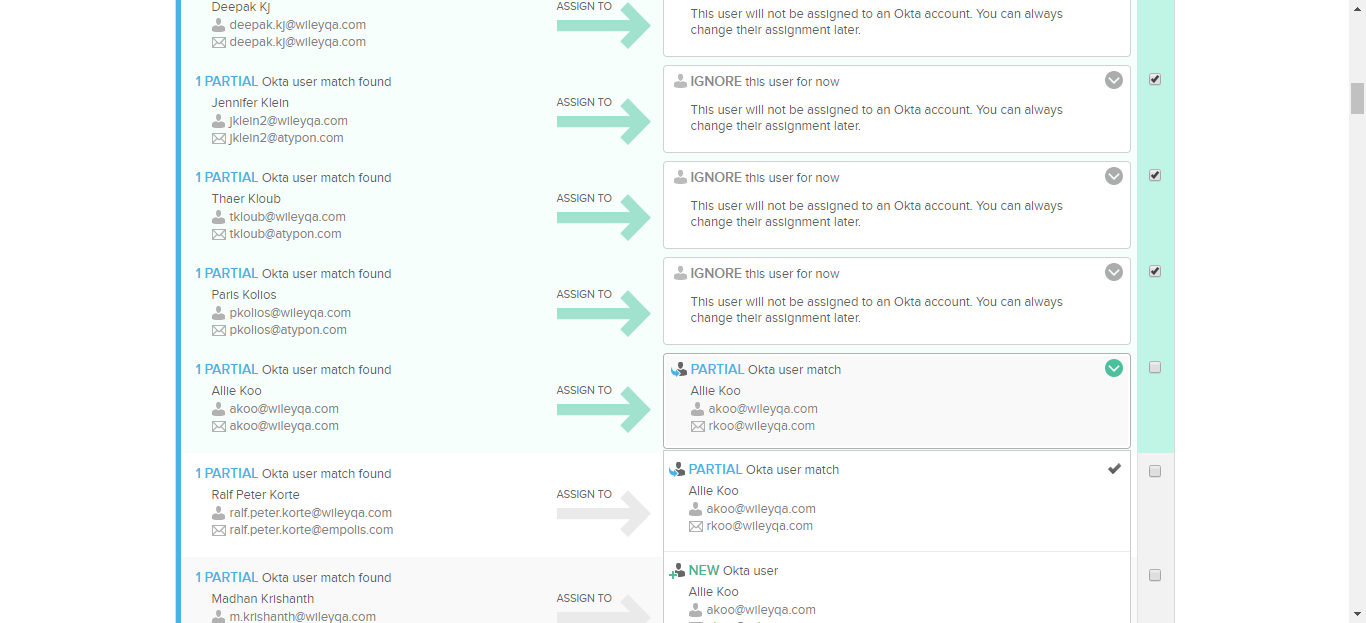 Deepak Kj
deepak.kj@wileyqa.com
deepak.kj@wileyqa.com
ASSIGN TO
This user will not be assigned to an Okta account. You can always
change their assignment later.
1 PARTIAL Okta user match found
Jennifer Klein
jklein2@wileyqa.com
jklein2@atypon.com
ASSIGN TO
IGNORE this user for now
This user will not be assigned to an Okta account. You can always
change their assignment later.
1 PARTIAL Okta user match found
Thaer Kloub
tkloub@wileyqa.com
tkloub@atypon.com
ASSIGN TO
IGNORE this user for now
This user will not be assigned to an Okta account. You can always
change their assignment later.
1 PARTIAL Okta user match found
Paris Kolios
pkolios@wileyqa.com
pkolios@atypon.com
ASSIGN TO
IGNORE this user for now
This user will not be assigned to an Okta account. You can always
change their assignment later.
1 PARTIAL Okta user match found
Allie Koo
akoo@wileyqa.com
akoo@wileyqa.com
ASSIGN TO
PARTIAL Okta user match
Allie Koo
akoo@wileyqa.com
rkoo@wileyqa.com
1 PARTIAL Okta user match found
Ralf Peter Korte
ralf.peter.korte@wileyqa.com
ralf.peter.korte@empolis.com
ASSIGN TO
PARTIAL Okta user match
Allie Koo
akoo@wileyqa.com
rkoo@wileyqa.com
1 PARTIAL Okta user match found
Madhan Krishanth
m.krishanth@wileyqa.com
ASSIGN TO
NEW Okta user
Allie Koo
akoo@wileyqa.com